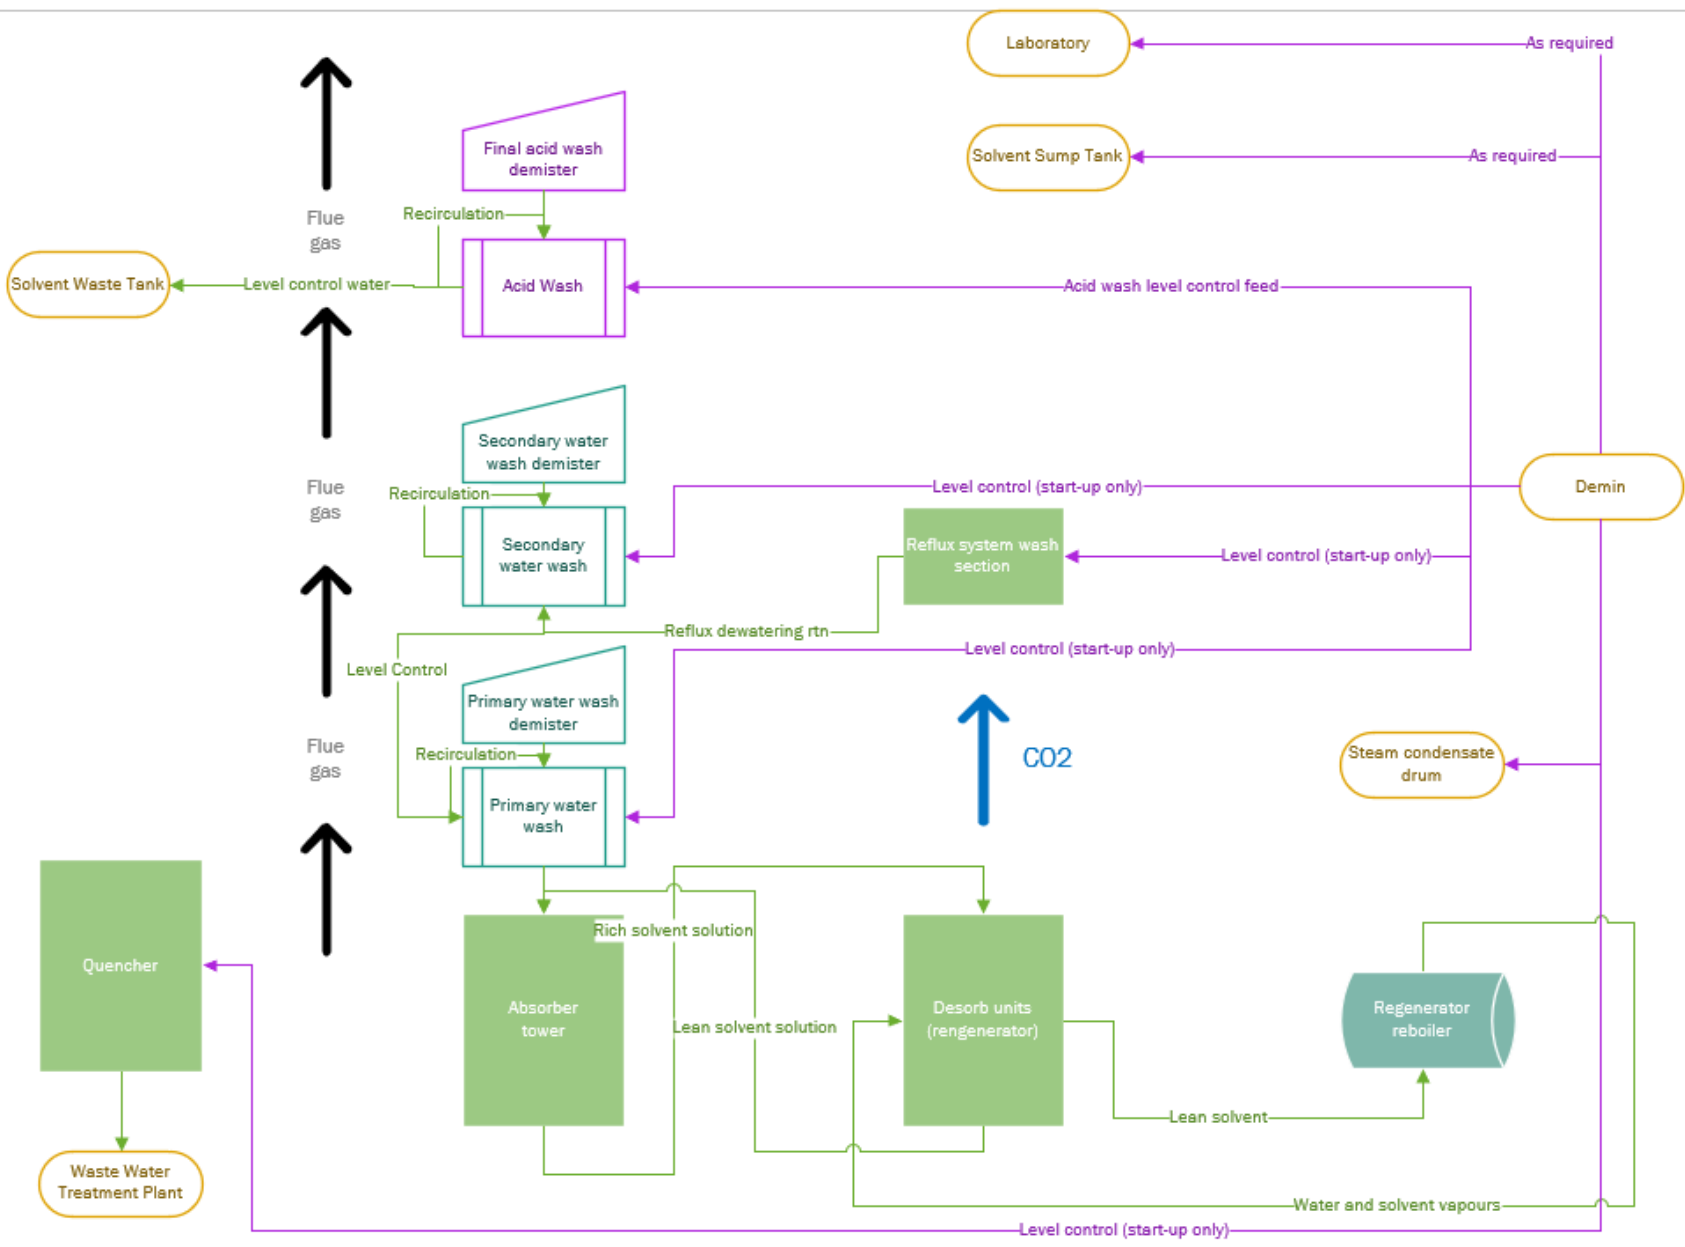 Laboratory
As required
Final acid wash
demister
Solvent Sump Tank
As required
Recirculation
Flue
gas
Solvent Waste Tank
Level control water
Acid Wash
Acid wash level control feed
Secondary water
wash demister
Recirculation
Flue
gas
Level control (start-up only)
Demin
Secondary
water wash
Reflux system wash
section
Level control (start-up only)
Reflux dewatering rtn
Level control (start-up only)
Level Control
Primary water wash
demister
Recirculation
Flue
gas
CO2
Steam condensate
drum
Primary water
wash
Rich solvent solution
Quencher
Absorber
tower
Lean solvent solution
Desorb units
(rengenerator)
Regenerator
reboiler
Lean solvent
Waste Water
Treatment Plant
Water and solvent vapours
Level control (start-up only)